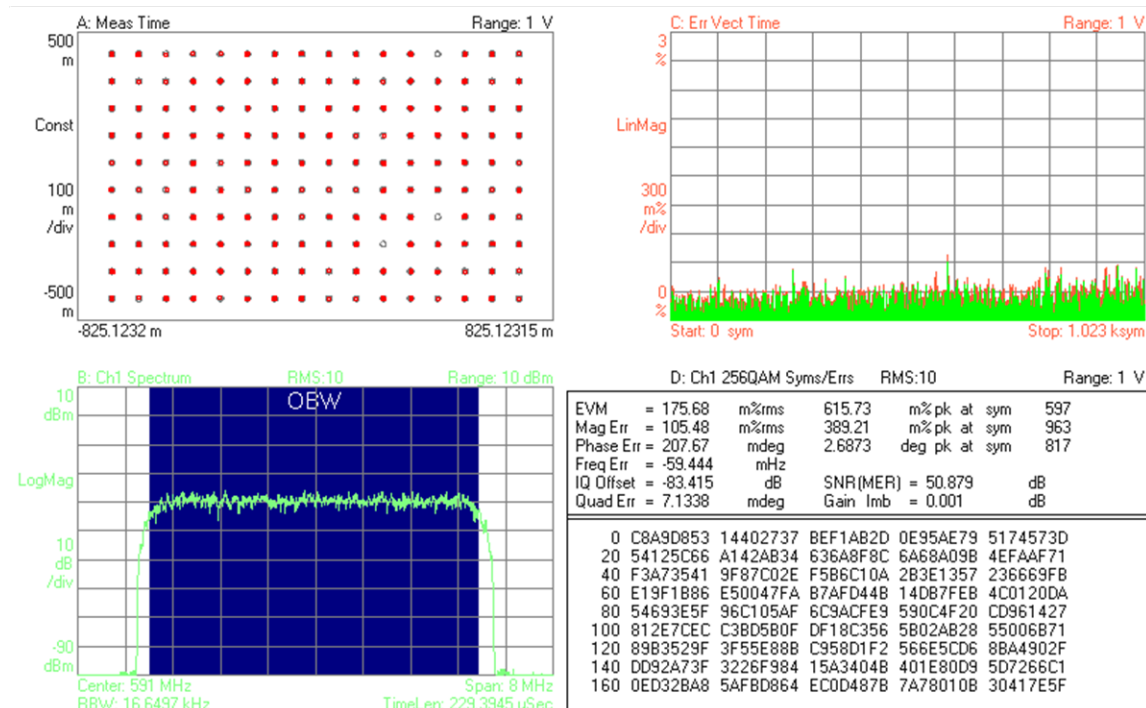 A: Meas Time Range: 1 V
500
m
Const
100
m
/div
-500
m
-825.1232 m 825.12315 m
C: Err Vect Time Range: 1 V
3
%
LinMag
300
m%
/div
0
%
Start: 0 sym Stop: 1.023 ksym
B: Ch1 Spectrum RMS:10 Range: 10 dBm
10
dBm
OBW
LogMag
10
dB
/div
-90
dBm
Center: 591 MHz Span: 8 MHz
RBW: 16.6497 kHz TimeLen: 229.3945 uSec
D: Ch1 256QAM Syms/Errs RMS:10 Range: 1 V
EVM = 175.68 m%rms 615.73 m% pk at sym 597
Mag Err = 105.48 m%rms 389.21 m% pk at sym 963
Phase Err = 207.67 mdeg 2.6873 deg pk at sym 817
Freq Err = -59.444 mHz
IQ Offset = -83.415 dB SNR(MER) = 50.879 dB
Quad Err = 7.1338 mdeg Gain Imb = 0.001 dB
0 C8A9D853 14402737 BEF1AB2D 0E95AE79 5174573D
20 54125C66 A142AB34 636A8F8C 6A68A09B 4EFAAF71
40 F3A73541 9F87C02E F5B6C10A 2B3E1357 236669FB
60 E19F1B86 E50047FA B7AFD44B 14DB7FEB 4C0120DA
80 54693E5F 96C105AF 6C9ACFE9 590C4F20 CD961427
100 812E7CEC C3BD5B0F DF18C356 5B02AB28 55006B71
120 89B3529F 3F55E88B C958D1F2 566E5CD6 8BA4902F
140 DD92A73F 3226F984 15A3404B 401E80D9 5D7266C1
160 0ED32BA8 5AFBD864 EC0D487B 7A78010B 30417E5F